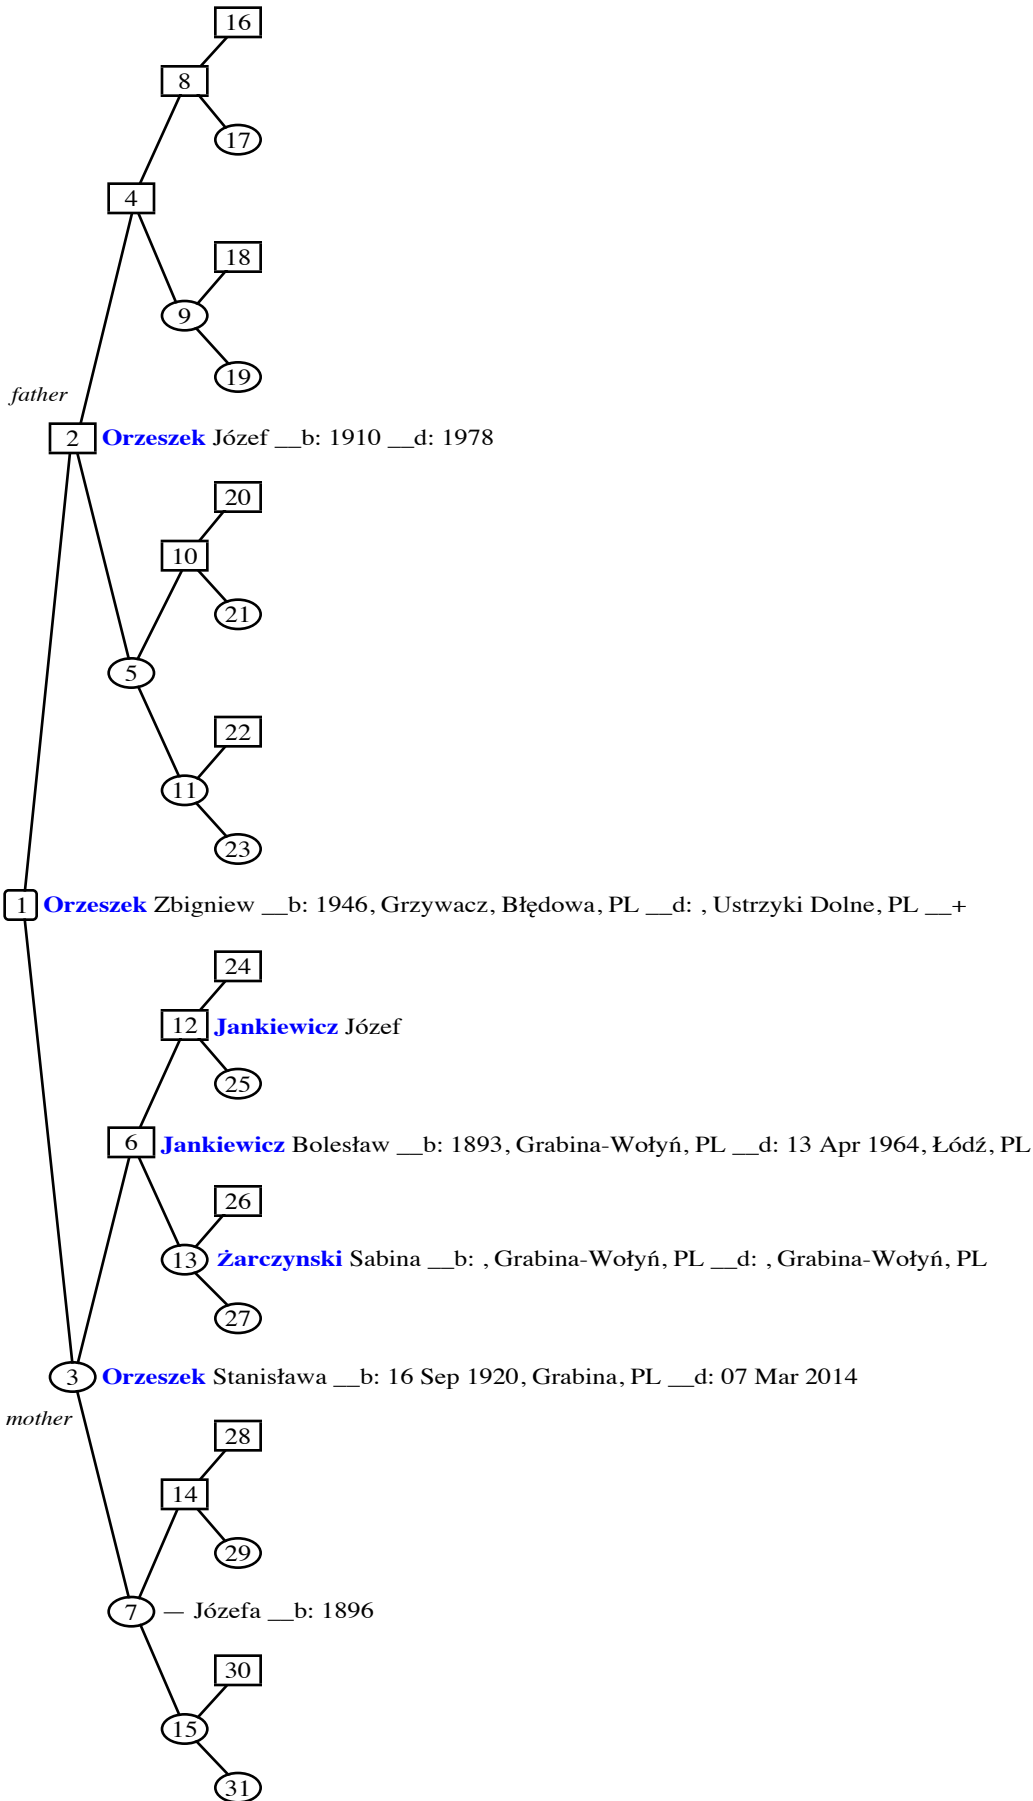 16
8
17
4
18
9
19
father
2 Orzeszek Józef __b: 1910 __d: 1978
20
10
21
5
22
11
23
1 Orzeszek Zbigniew __b: 1946, Grzywacz, Błędowa, PL __d: , Ustrzyki Dolne, PL __+
24
12 Jankiewicz Józef
25
6 Jankiewicz Bolesław __b: 1893, Grabina-Wołyń, PL __d: 13 Apr 1964, Łódź, PL
26
13 Żarczynski Sabina __b: , Grabina-Wołyń, PL __d: , Grabina-Wołyń, PL
27
3 Orzeszek Stanisława __b: 16 Sep 1920, Grabina, PL __d: 07 Mar 2014
mother
28
14
29
7 — Józefa __b: 1896
30
15
31